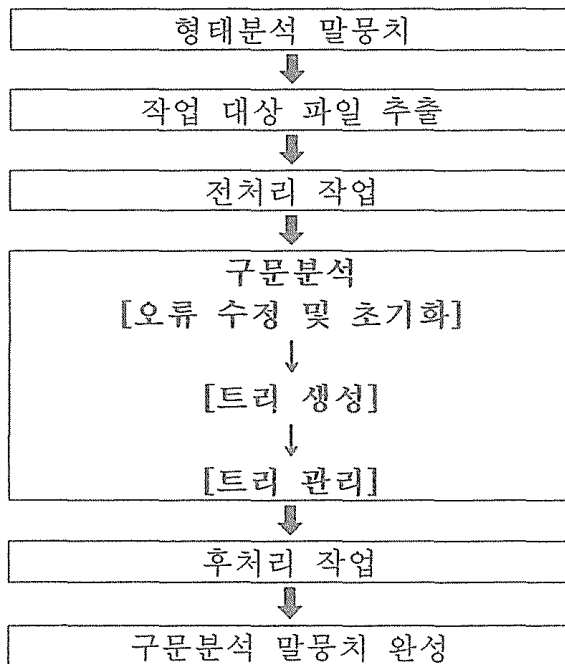 형태분석 말뭉치
작업 대상 파일 추출
전처리 작업
구문분석
[오류 수정 및 초기화]
[트리 생성]
[트리 관리]
후처리 작업
구문분석 말뭉치 완성